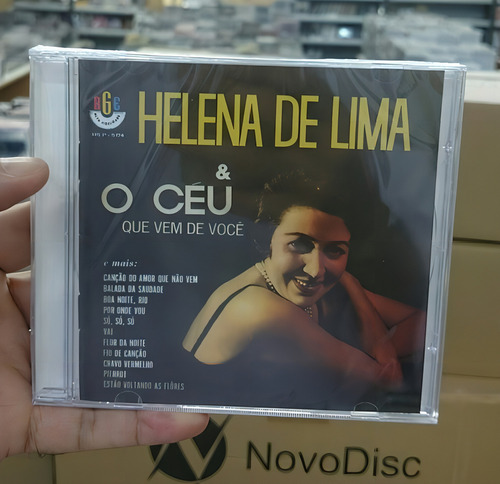 RGE
HELENA DE LIMA
&
O CÉU
QUE VEM DE VOCÊ
e mais:
CANÇÃO DO AMOR QUE NÃO VEM
BALADA DA SAUDADE
BOA NOITE, RIO
POR ONDE VOU
SÓ, SÓ, SÓ
VAI
FLOR DA NOITE
FIO DE CANÇÃO
CRAVO VERMELHO
ESTÃO VOLTANDO AS FLÔRES
NovoDisc